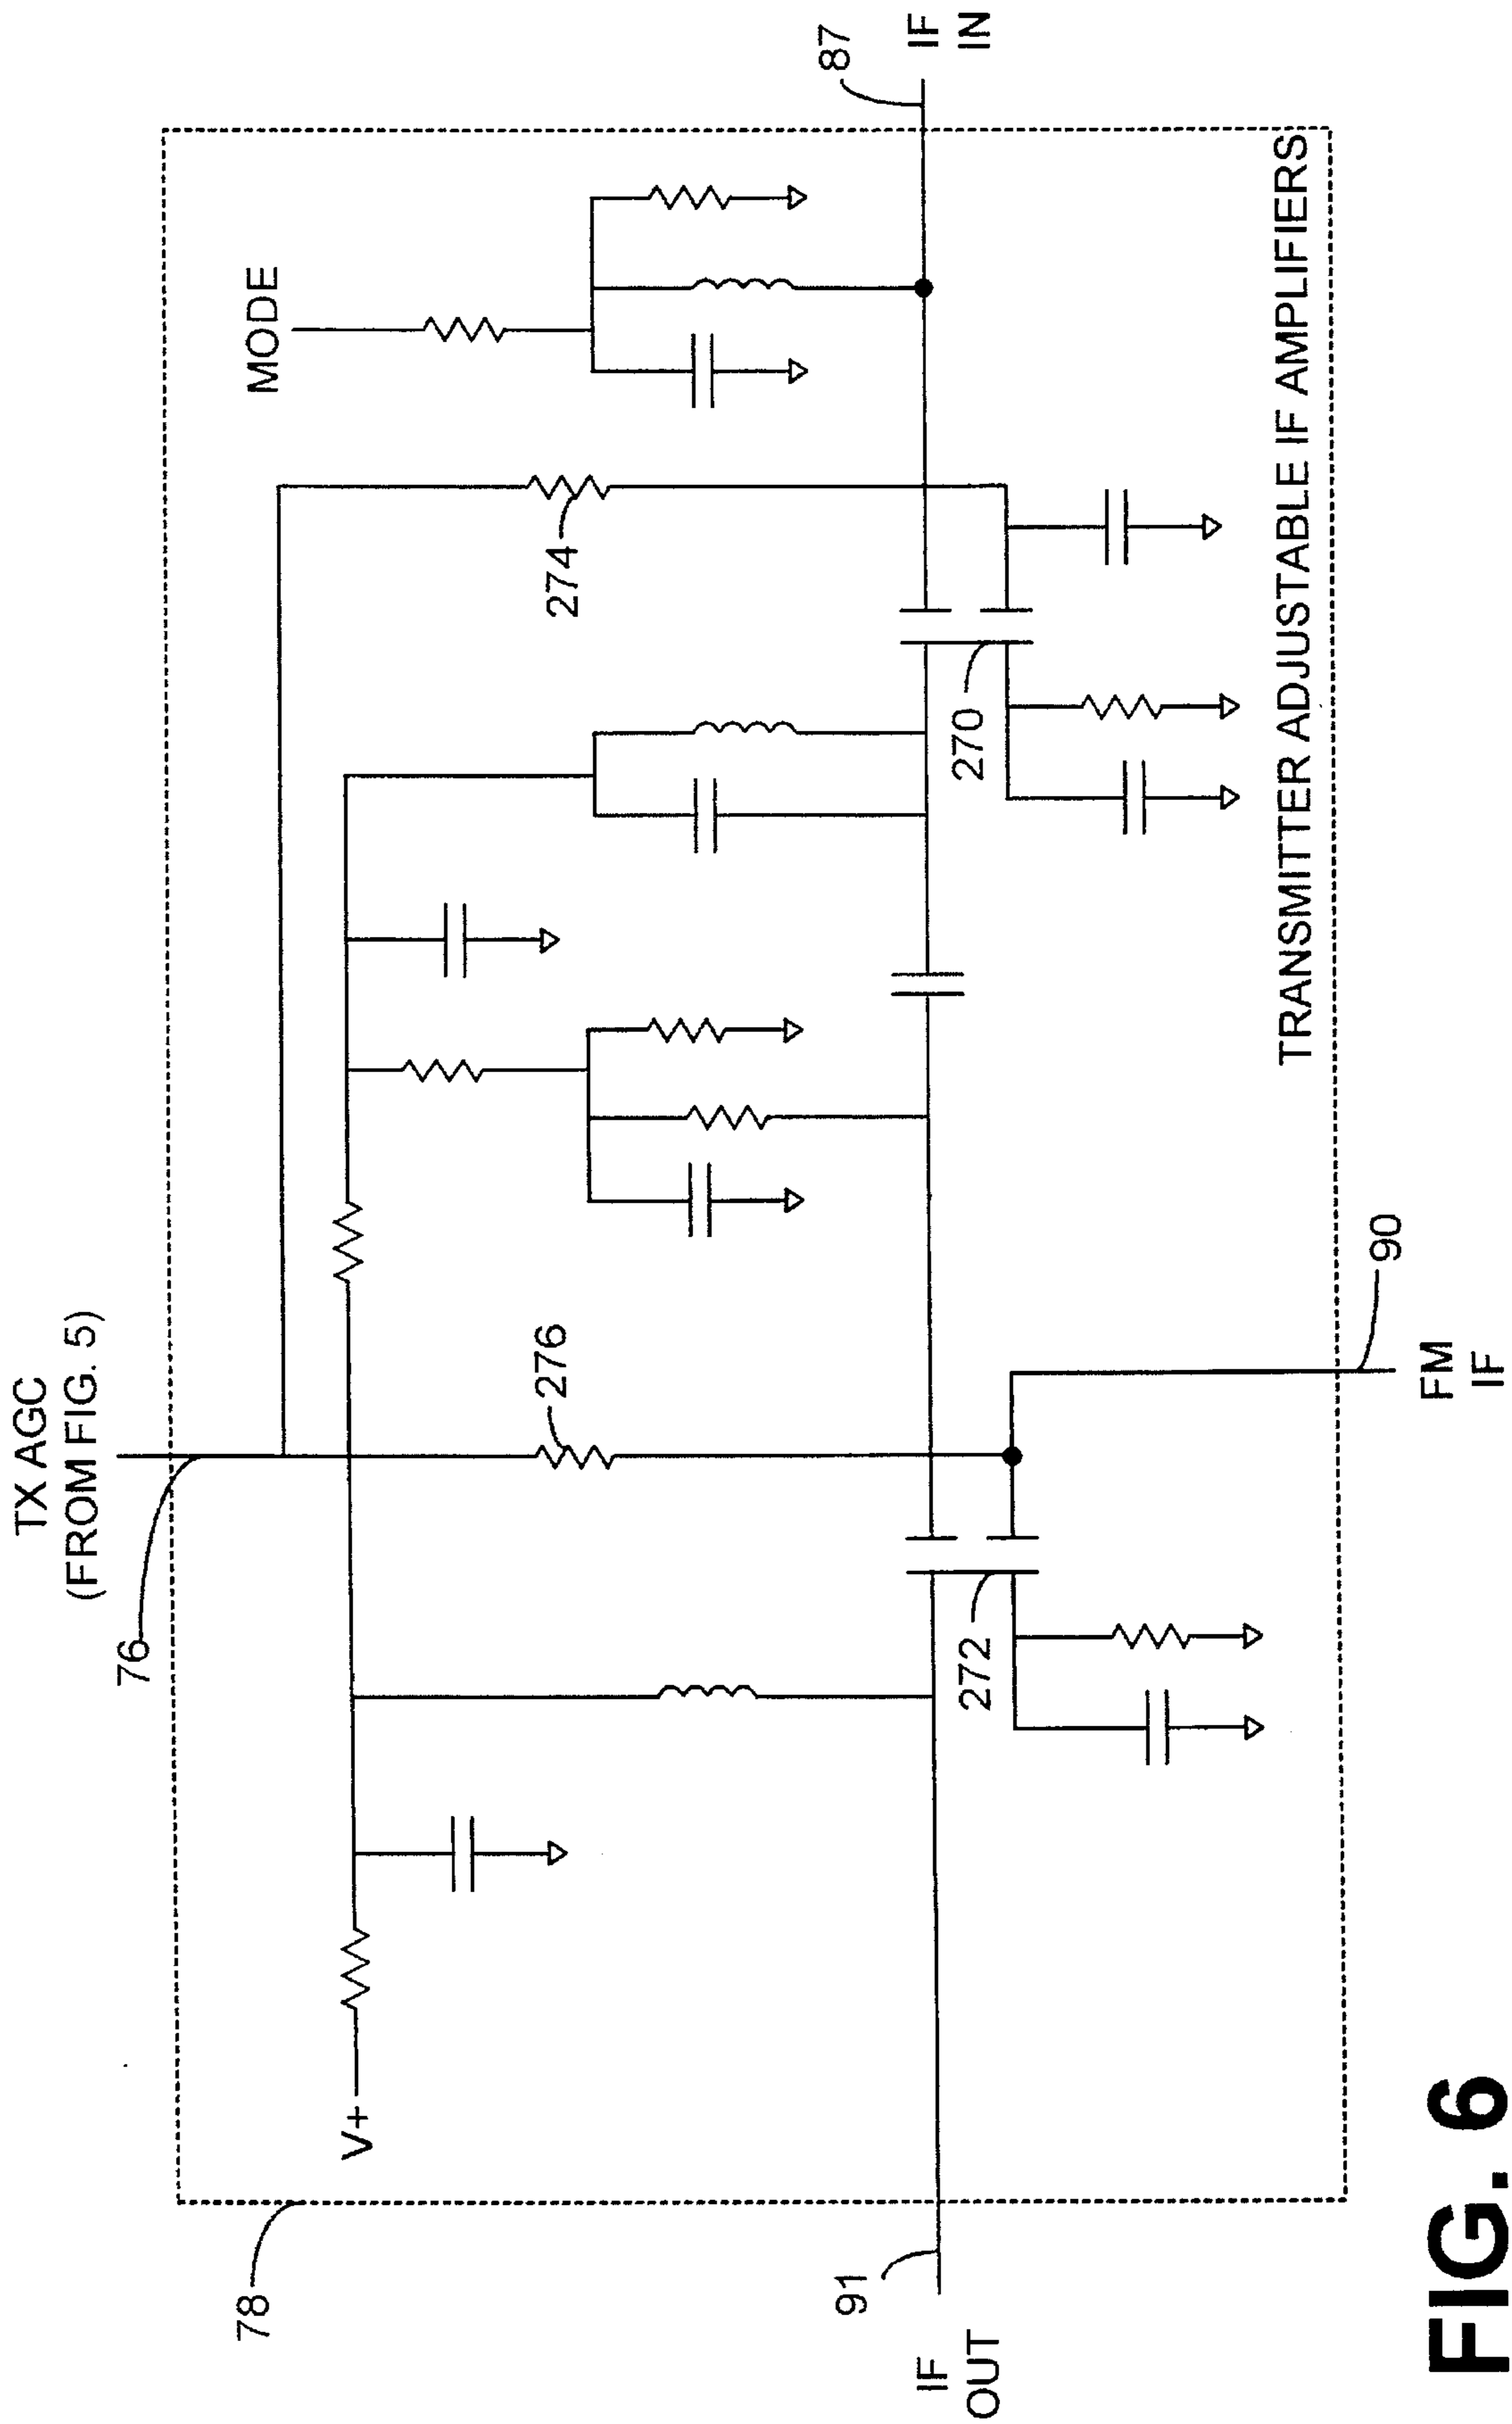 TX AGC
(FROM FIG. 5)
76
78
MODE
V+
276
274
87
IF
IN
91
IF
OUT
272
270
TRANSMITTER ADJUSTABLE IF AMPLIFIERS
90
FM
IF
FIG. 6